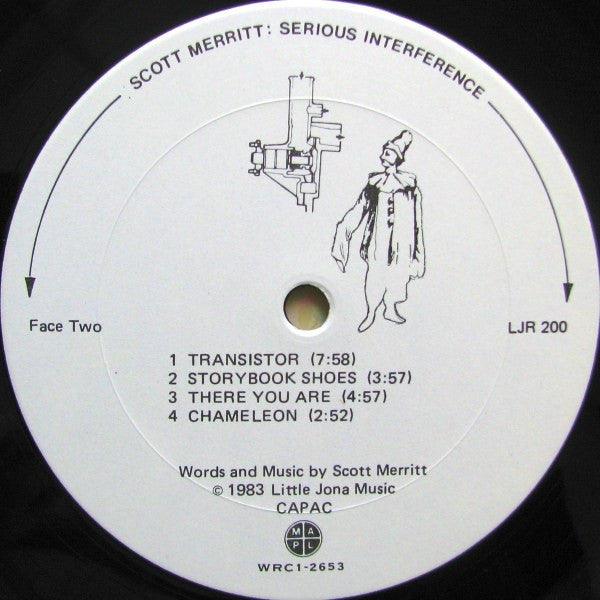 SCOTT MERRITT: SERIOUS INTERFERENCE
Face Two
LJR 200
1 TRANSISTOR (7:58)
2 STORYBOOK SHOES (3:57)
3 THERE YOU ARE (4:57)
4 CHAMELEON (2:52)
Words and Music by Scott Merritt
© 1983 Little Jona Music
CAPAC
M A
P L
WRC1-2653